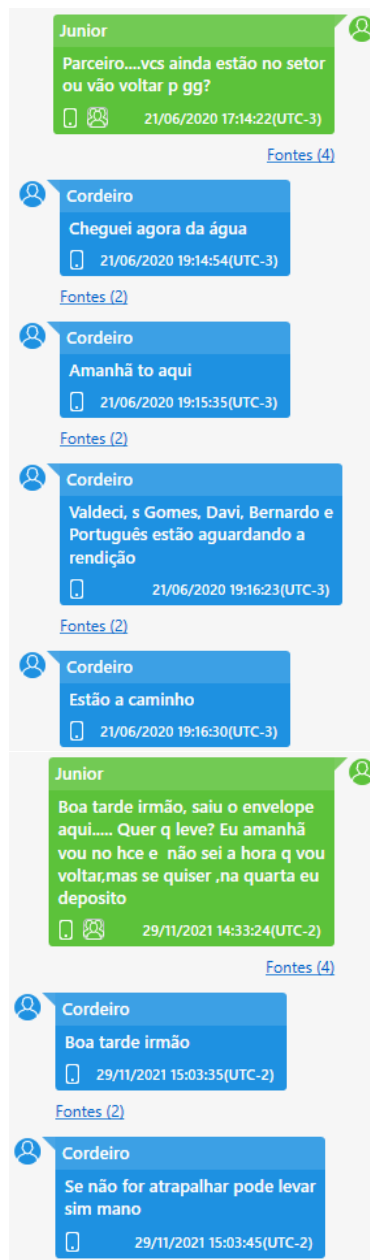 Junior
Parceiro....vcs ainda estão no setor
ou vão voltar p gg?
21/06/2020 17:14:22(UTC-3)
Fontes (4)
Cordeiro
Cheguei agora da água
21/06/2020 19:14:54(UTC-3)
Fontes (2)
Cordeiro
Amanhã to aqui
21/06/2020 19:15:35(UTC-3)
Fontes (2)
Cordeiro
Valdeci, s Gomes, Davi, Bernardo e
Português estão aguardando a
rendição
21/06/2020 19:16:23(UTC-3)
Fontes (2)
Cordeiro
Estão a caminho
21/06/2020 19:16:30(UTC-3)
Junior
Boa tarde irmão, saiu o envelope
aqui..... Quer q leve? Eu amanhã
vou no hce e não sei a hora q vou
voltar,mas se quiser ,na quarta eu
deposito
29/11/2021 14:33:24(UTC-2)
Fontes (4)
Cordeiro
Boa tarde irmão
29/11/2021 15:03:35(UTC-2)
Fontes (2)
Cordeiro
Se não for atrapalhar pode levar
sim mano
29/11/2021 15:03:45(UTC-2)